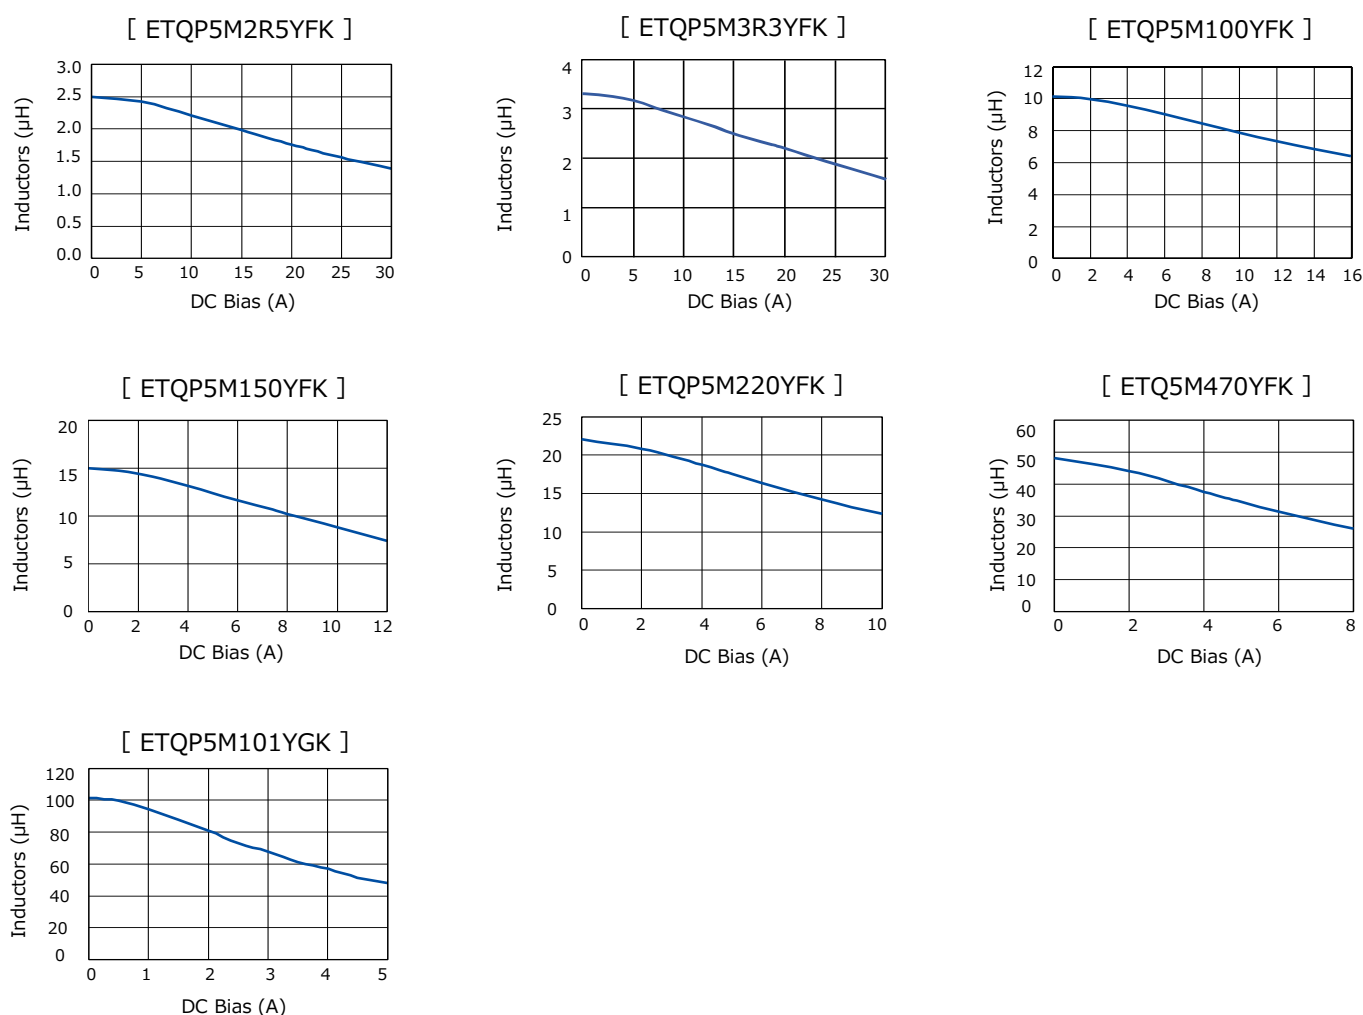 [ ETQP5M2R5YFK ]
Inductors (μH)
3.0
2.5
2.0
1.5
1.0
0.5
0.0
0 5 10 15 20 25 30
DC Bias (A)
[ ETQP5M3R3YFK ]
Inductors (μH)
4
3
2
1
0
0 5 10 15 20 25 30
DC Bias (A)
[ ETQP5M100YFK ]
Inductors (μH)
12
10
8
6
4
2
0
0 2 4 6 8 10 12 14 16
DC Bias (A)
[ ETQP5M150YFK ]
Inductors (μH)
20
15
10
5
0
0 2 4 6 8 10 12
DC Bias (A)
[ ETQP5M220YFK ]
Inductors (μH)
25
20
15
10
5
0
0 2 4 6 8 10
DC Bias (A)
[ ETQ5M470YFK ]
Inductors (μH)
60
50
40
30
20
10
0
0 2 4 6 8
DC Bias (A)
[ ETQP5M101YGK ]
Inductors (μH)
120
100
80
60
40
20
0
0 1 2 3 4 5
DC Bias (A)